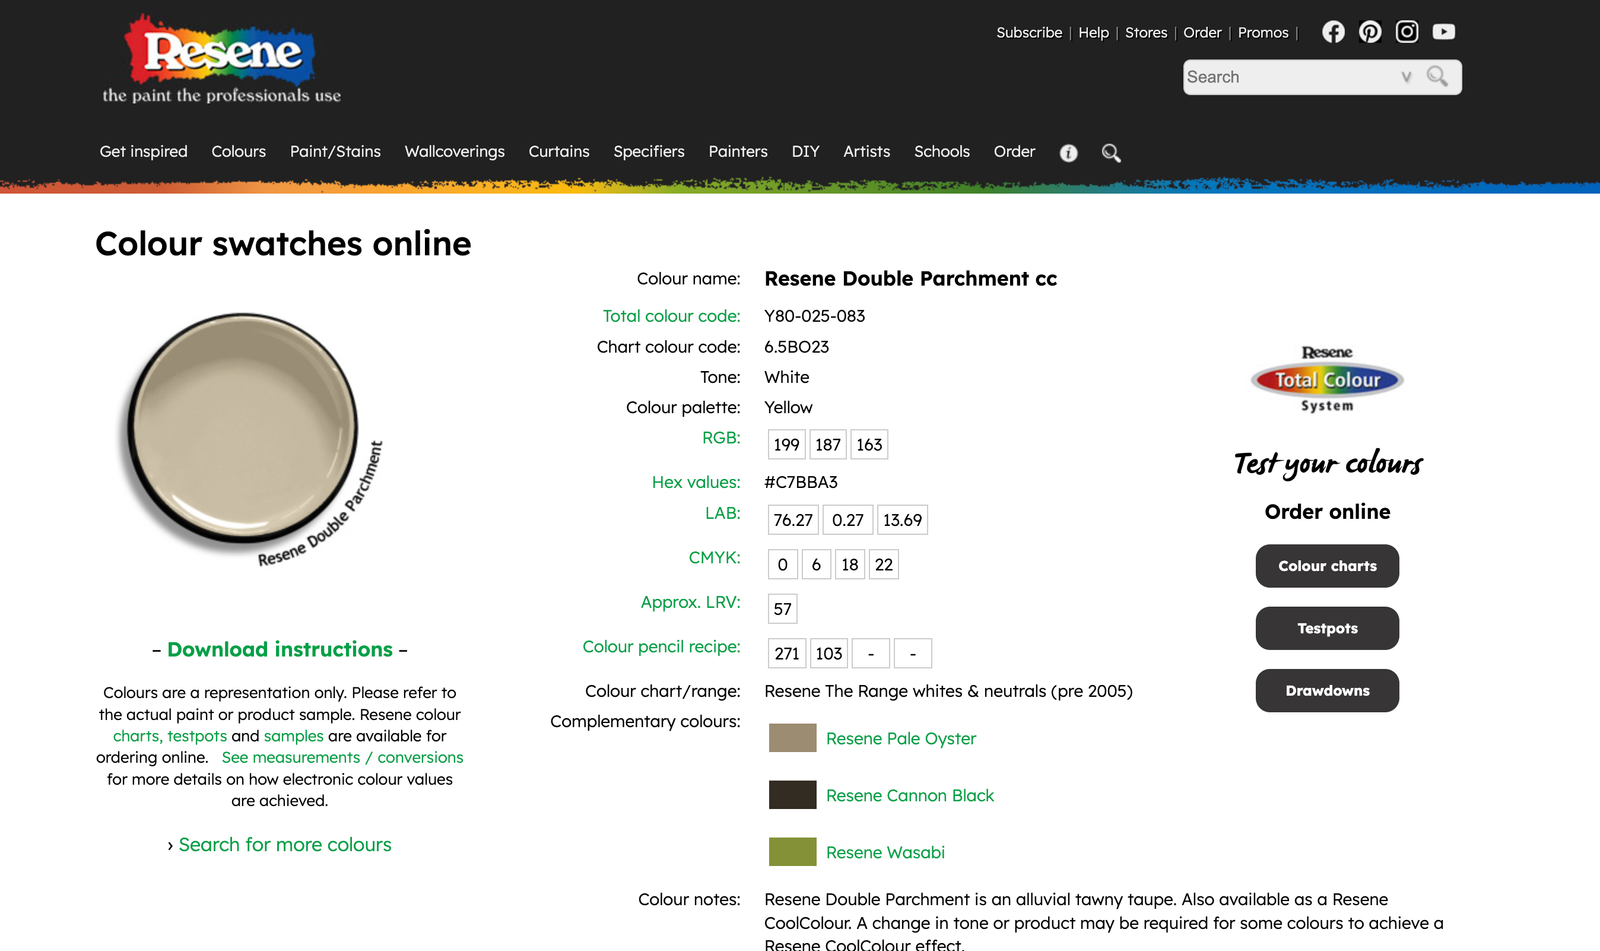 Resene
the paint the professionals use
Subscribe | Help | Stores | Order | Promos |
Search v
Get inspired Colours Paint/Stains Wallcoverings Curtains Specifiers Painters DIY Artists Schools Order i
Colour swatches online
Resene Double Parchment
– Download instructions –
Colours are a representation only. Please refer to
the actual paint or product sample. Resene colour
charts, testpots and samples are available for
ordering online. See measurements / conversions
for more details on how electronic colour values
are achieved.
› Search for more colours
Colour name: Resene Double Parchment cc
Total colour code: Y80-025-083
Chart colour code: 6.5BO23
Tone: White
Colour palette: Yellow
RGB: 199 187 163
Hex values: #C7BBA3
LAB: 76.27 0.27 13.69
CMYK: 0 6 18 22
Approx. LRV: 57
Colour pencil recipe: 271 103 - -
Colour chart/range: Resene The Range whites & neutrals (pre 2005)
Complementary colours:
Resene Pale Oyster
Resene Cannon Black
Resene Wasabi
Colour notes: Resene Double Parchment is an alluvial tawny taupe. Also available as a Resene
CoolColour. A change in tone or product may be required for some colours to achieve a
Resene CoolColour effect.
Resene
Total Colour
System
Test your colours
Order online
Colour charts
Testpots
Drawdowns